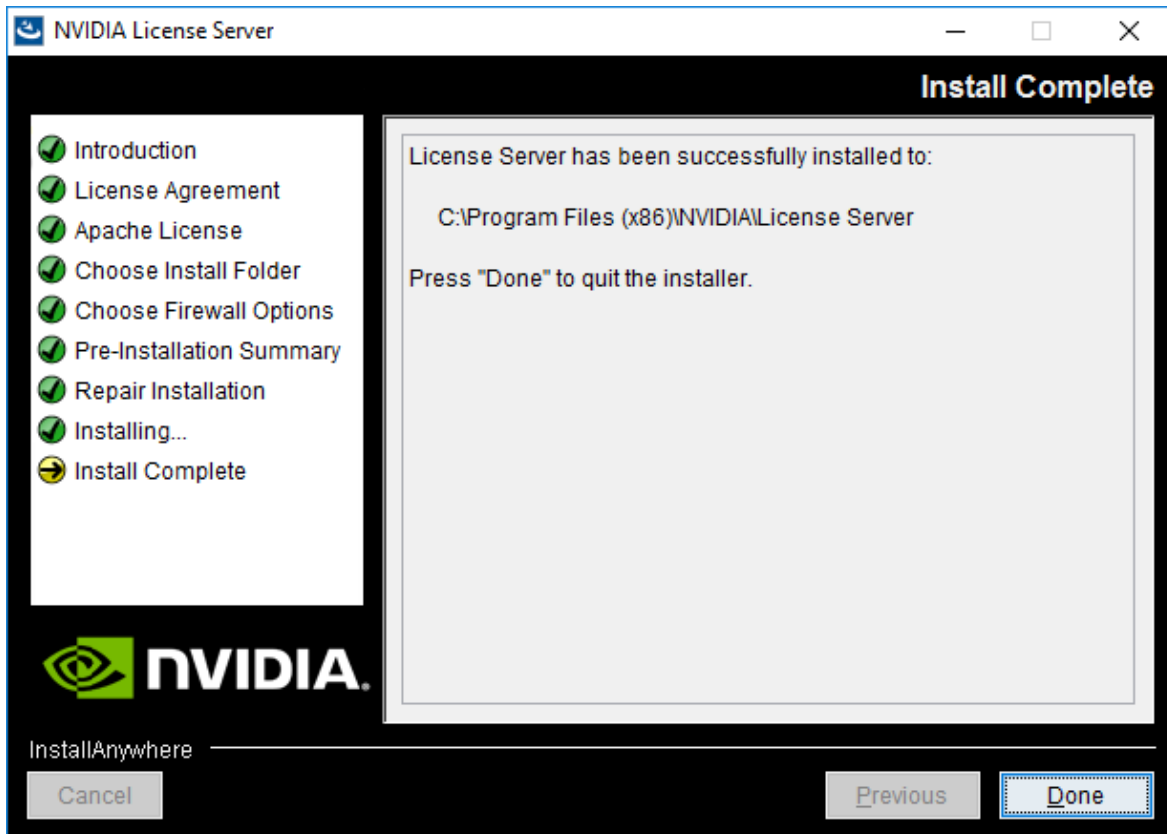 NVIDIA License Server
Install Complete
Introduction
License Agreement
Apache License
Choose Install Folder
Choose Firewall Options
Pre-Installation Summary
Repair Installation
Installing...
Install Complete
License Server has been successfully installed to:
C:\Program Files (x86)\NVIDIA\License Server
Press "Done" to quit the installer.
NVIDIA.
InstallAnywhere
Cancel
Previous
Done